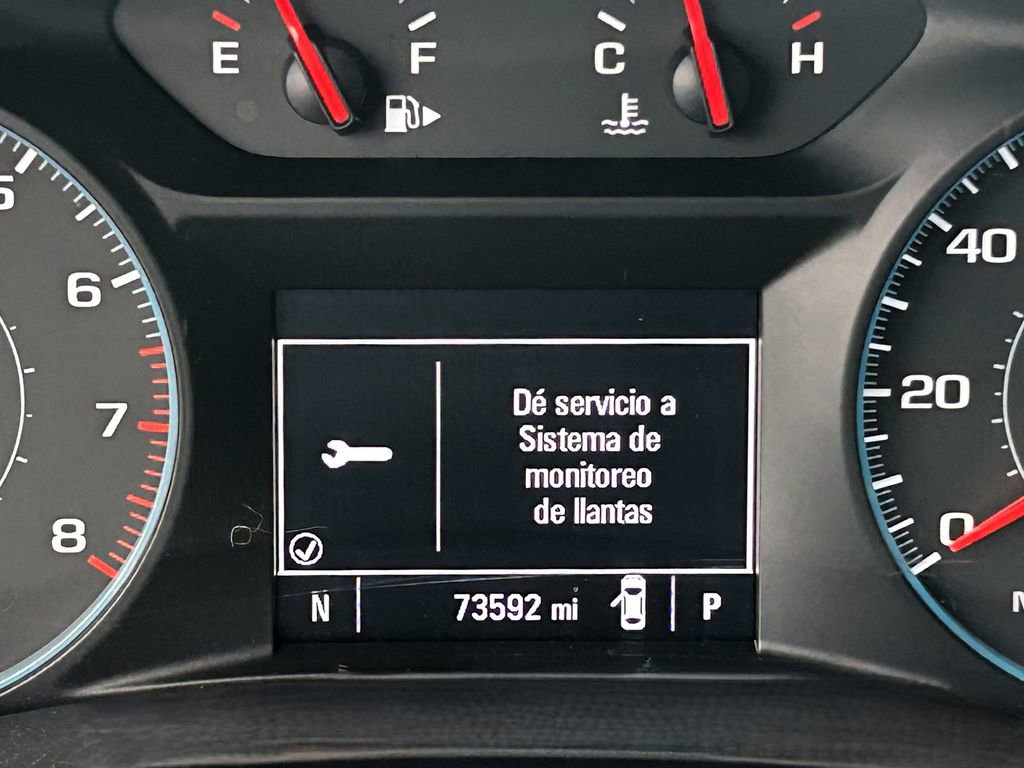 E F C H
5
6
7
8
40
20
0
Dé servicio a
Sistema de
monitoreo
de llantas
N 73592 mi P